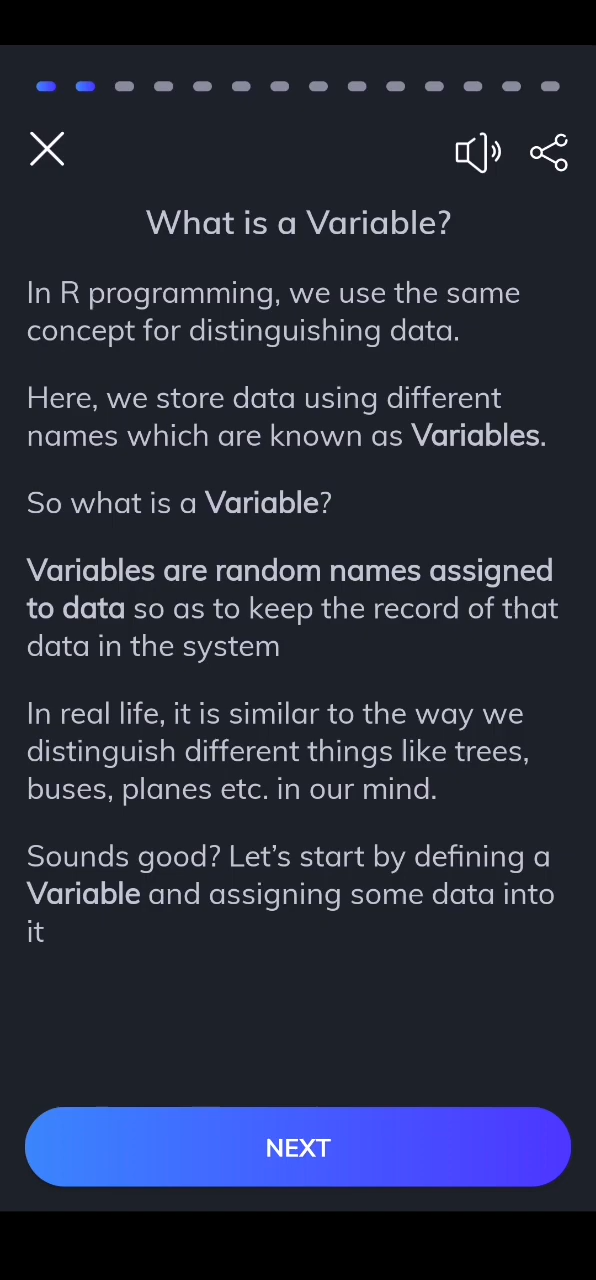 What is a Variable?
In R programming, we use the same
concept for distinguishing data.
Here, we store data using different
names which are known as Variables.
So what is a Variable?
Variables are random names assigned
to data so as to keep the record of that
data in the system
In real life, it is similar to the way we
distinguish different things like trees,
buses, planes etc. in our mind.
Sounds good? Let’s start by defining a
Variable and assigning some data into
it
NEXT